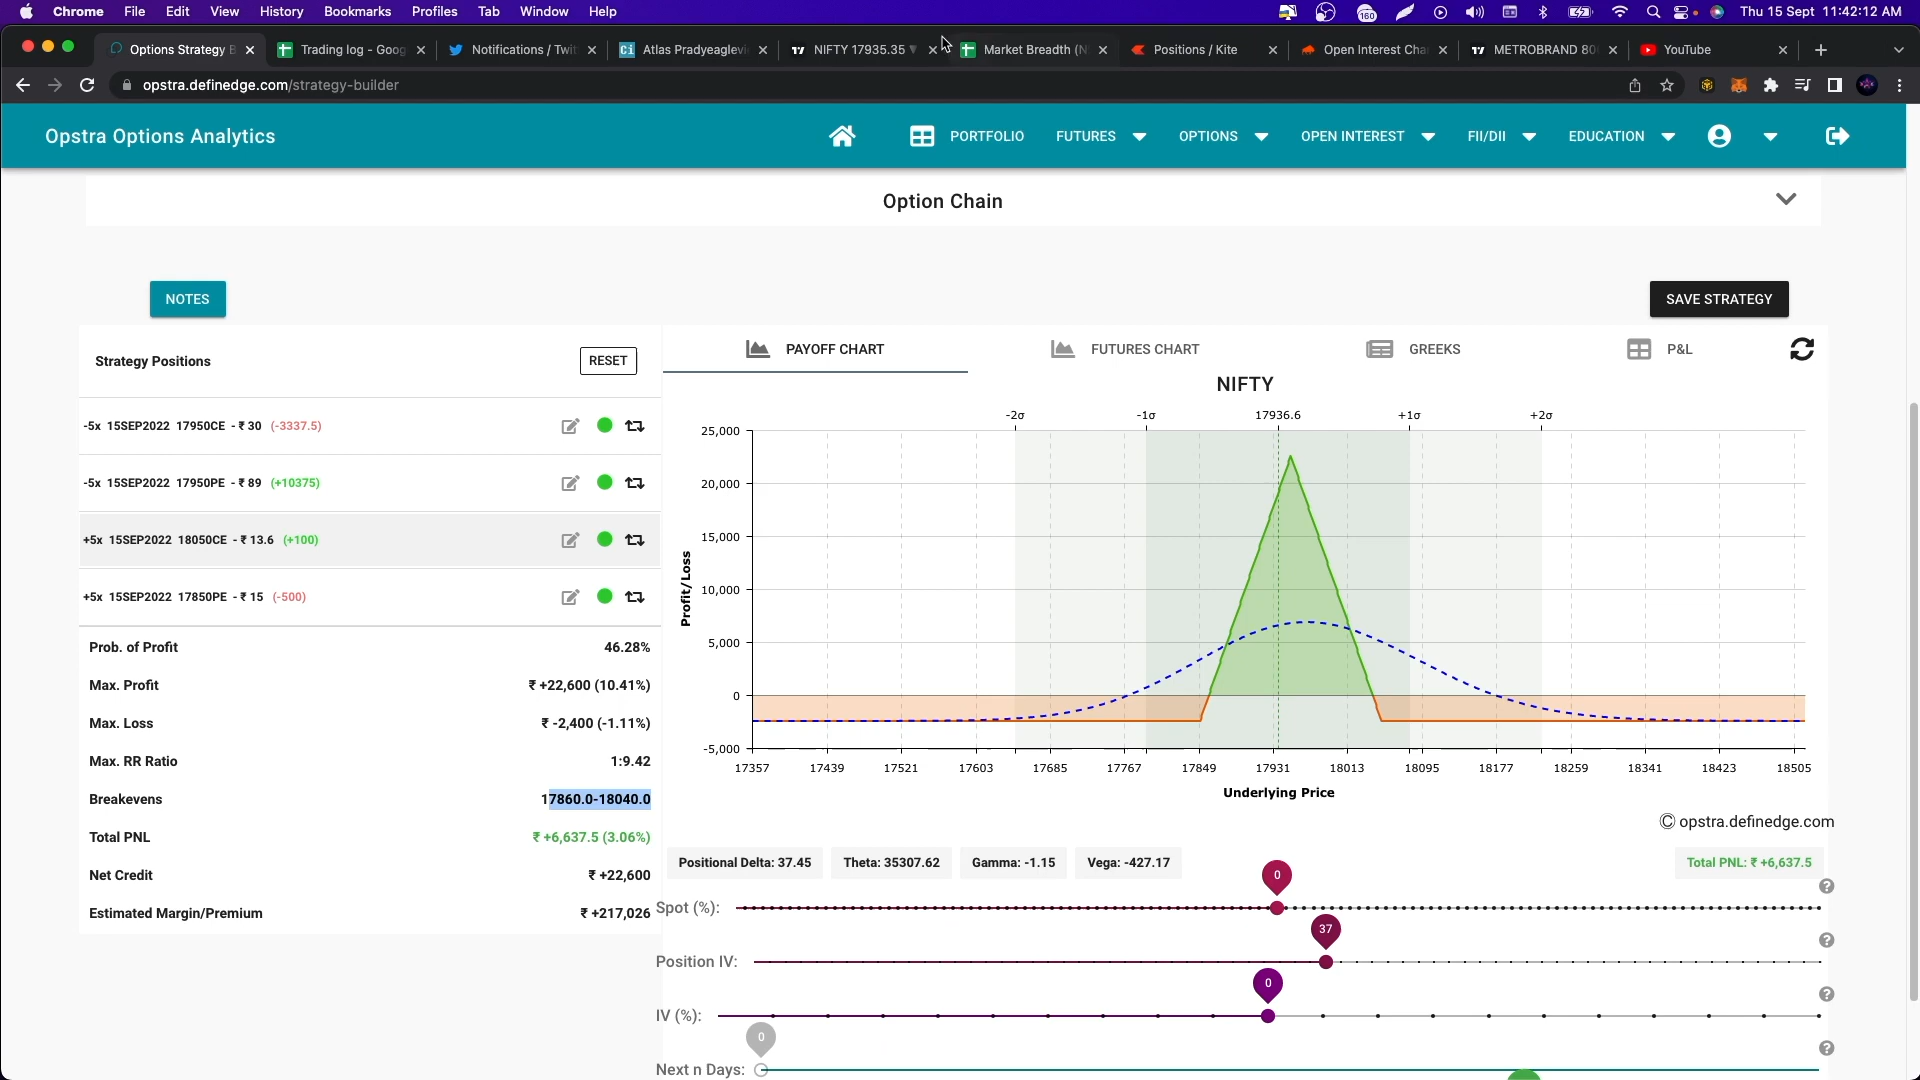 Chrome File Edit View History Bookmarks Profiles Tab Window Help 160 Thu 15 Sept 11:42:12 AM
Options Strategy B Trading log - Goog Notifications / Twit Atlas Pradyeaglevi NIFTY 17935.35 ▼ Market Breadth (N Positions / Kite Open Interest Cha METROBRAND 80 YouTube
opstra.definedge.com/strategy-builder
Opstra Options Analytics PORTFOLIO FUTURES OPTIONS OPEN INTEREST FII/DII EDUCATION
Option Chain
NOTES SAVE STRATEGY
Strategy Positions RESET
-5x 15SEP2022 17950CE - ₹ 30 (-3337.5)
-5x 15SEP2022 17950PE - ₹ 89 (+10375)
+5x 15SEP2022 18050CE - ₹ 13.6 (+100)
+5x 15SEP2022 17850PE - ₹ 15 (-500)
Prob. of Profit 46.28%
Max. Profit ₹ +22,600 (10.41%)
Max. Loss ₹ -2,400 (-1.11%)
Max. RR Ratio 1:9.42
Breakevens 17860.0-18040.0
Total PNL ₹ +6,637.5 (3.06%)
Net Credit ₹ +22,600
Estimated Margin/Premium ₹ +217,026
PAYOFF CHART FUTURES CHART GREEKS P&L
NIFTY
-2σ -1σ 17936.6 +1σ +2σ
25,000
20,000
15,000
10,000
5,000
0
-5,000
Profit/Loss
17357 17439 17521 17603 17685 17767 17849 17931 18013 18095 18177 18259 18341 18423 18505
Underlying Price
© opstra.definedge.com
Positional Delta: 37.45 Theta: 35307.62 Gamma: -1.15 Vega: -427.17 Total PNL: ₹ +6,637.5
0
Spot (%):
37
Position IV:
0
IV (%):
0
Next n Days: